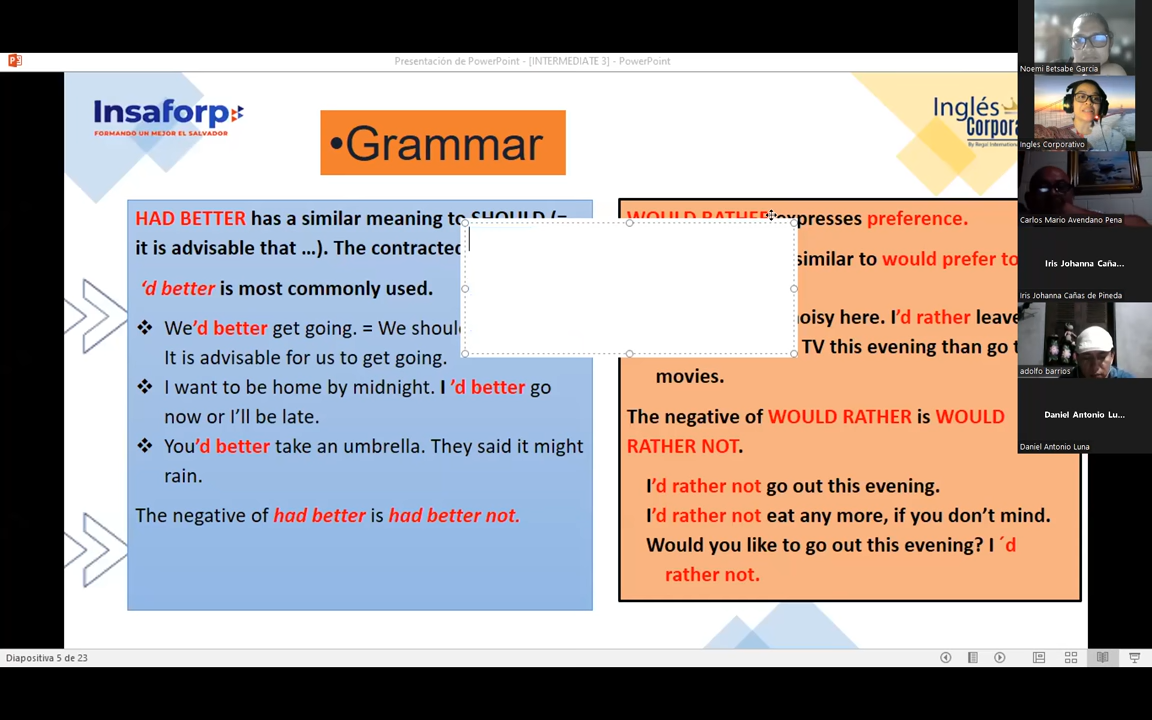 Presentación de PowerPoint - [INTERMEDIATE 3] - PowerPoint
Insaforp
FORMANDO UN MEJOR EL SALVADOR
•Grammar
Inglés
Corpora
By Regal Internationa
HAD BETTER has a similar meaning to SHOULD (=
it is advisable that …). The contracted
‘d better is most commonly used.
❖ We’d better get going. = We should
It is advisable for us to get going.
❖ I want to be home by midnight. I ’d better go
now or I’ll be late.
❖ You’d better take an umbrella. They said it might
rain.
The negative of had better is had better not.
WOULD RATHER expresses preference.
similar to would prefer to
noisy here. I’d rather leave
TV this evening than go t
movies.
The negative of WOULD RATHER is WOULD
RATHER NOT.
I’d rather not go out this evening.
I’d rather not eat any more, if you don’t mind.
Would you like to go out this evening? I ´d
rather not.
Noemi Betsabe Garcia
Ingles Corporativo
Carlos Mario Avendano Pena
Iris Johanna Caña...
Iris Johanna Cañas de Pineda
adolfo barrios
Daniel Antonio Lu...
Daniel Antonio Luna
Diapositiva 5 de 23